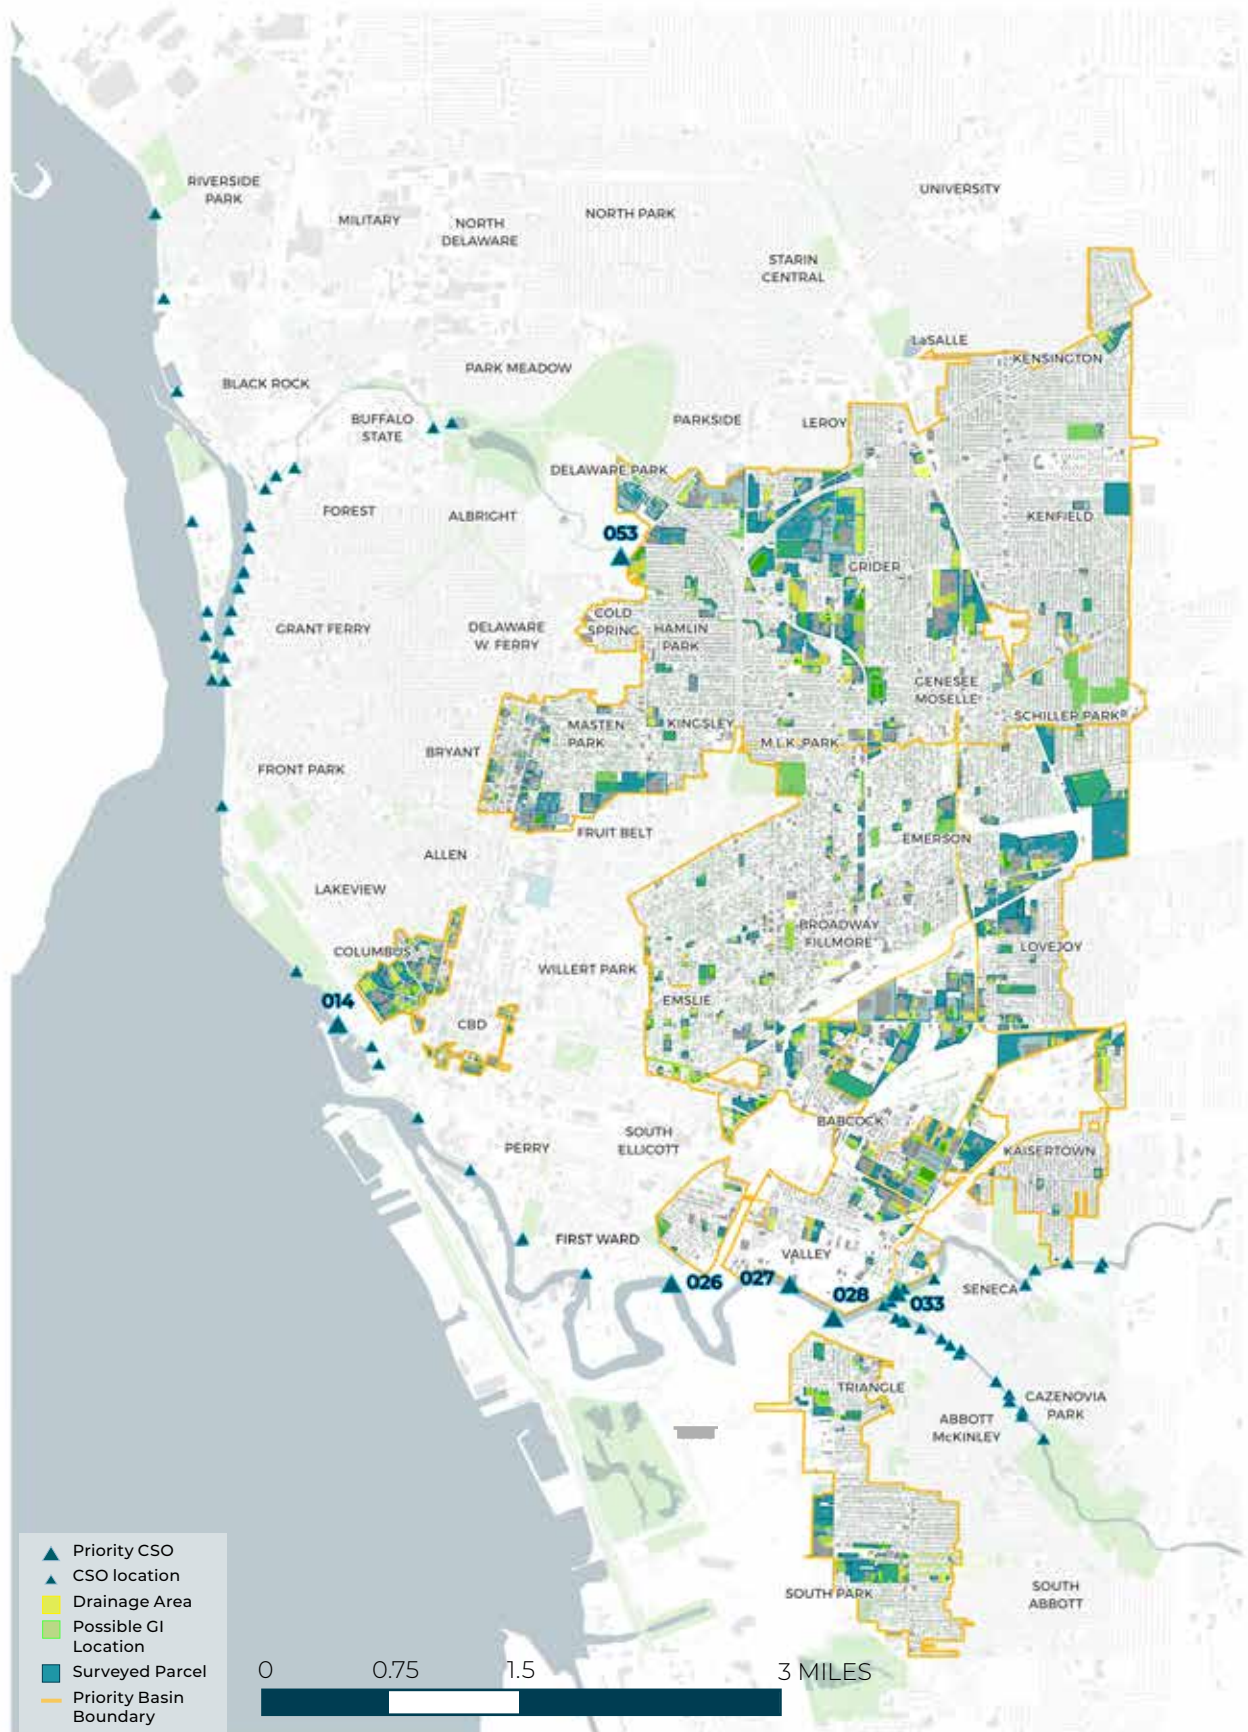 RIVERSIDE
PARK
MILITARY
NORTH
DELAWARE
NORTH PARK
UNIVERSITY
STARIN
CENTRAL
LaSALLE
KENSINGTON
BLACK ROCK
PARK MEADOW
BUFFALO
STATE
PARKSIDE
LEROY
DELAWARE PARK
FOREST
ALBRIGHT
053
KENFIELD
GRIDER
GRANT FERRY
DELAWARE
W. FERRY
COLD
SPRING
HAMLIN
PARK
GENESEE
MOSELLE
SCHILLER PARK
BRYANT
MASTEN
PARK
KINGSLEY
M.L.K. PARK
FRONT PARK
FRUIT BELT
EMERSON
ALLEN
LAKEVIEW
COLUMBUS
WILLERT PARK
BROADWAY
FILLMORE
LOVEJOY
014
CBD
EMSLIE
PERRY
SOUTH
ELLICOTT
BABCOCK
KAISERTOWN
FIRST WARD
VALLEY
026
027
028
033
SENECA
TRIANGLE
ABBOTT
McKINLEY
CAZENOVIA
PARK
SOUTH PARK
SOUTH
ABBOTT
Priority CSO
CSO location
Drainage Area
Possible GI
Location
Surveyed Parcel
Priority Basin
Boundary
0 0.75 1.5 3 MILES